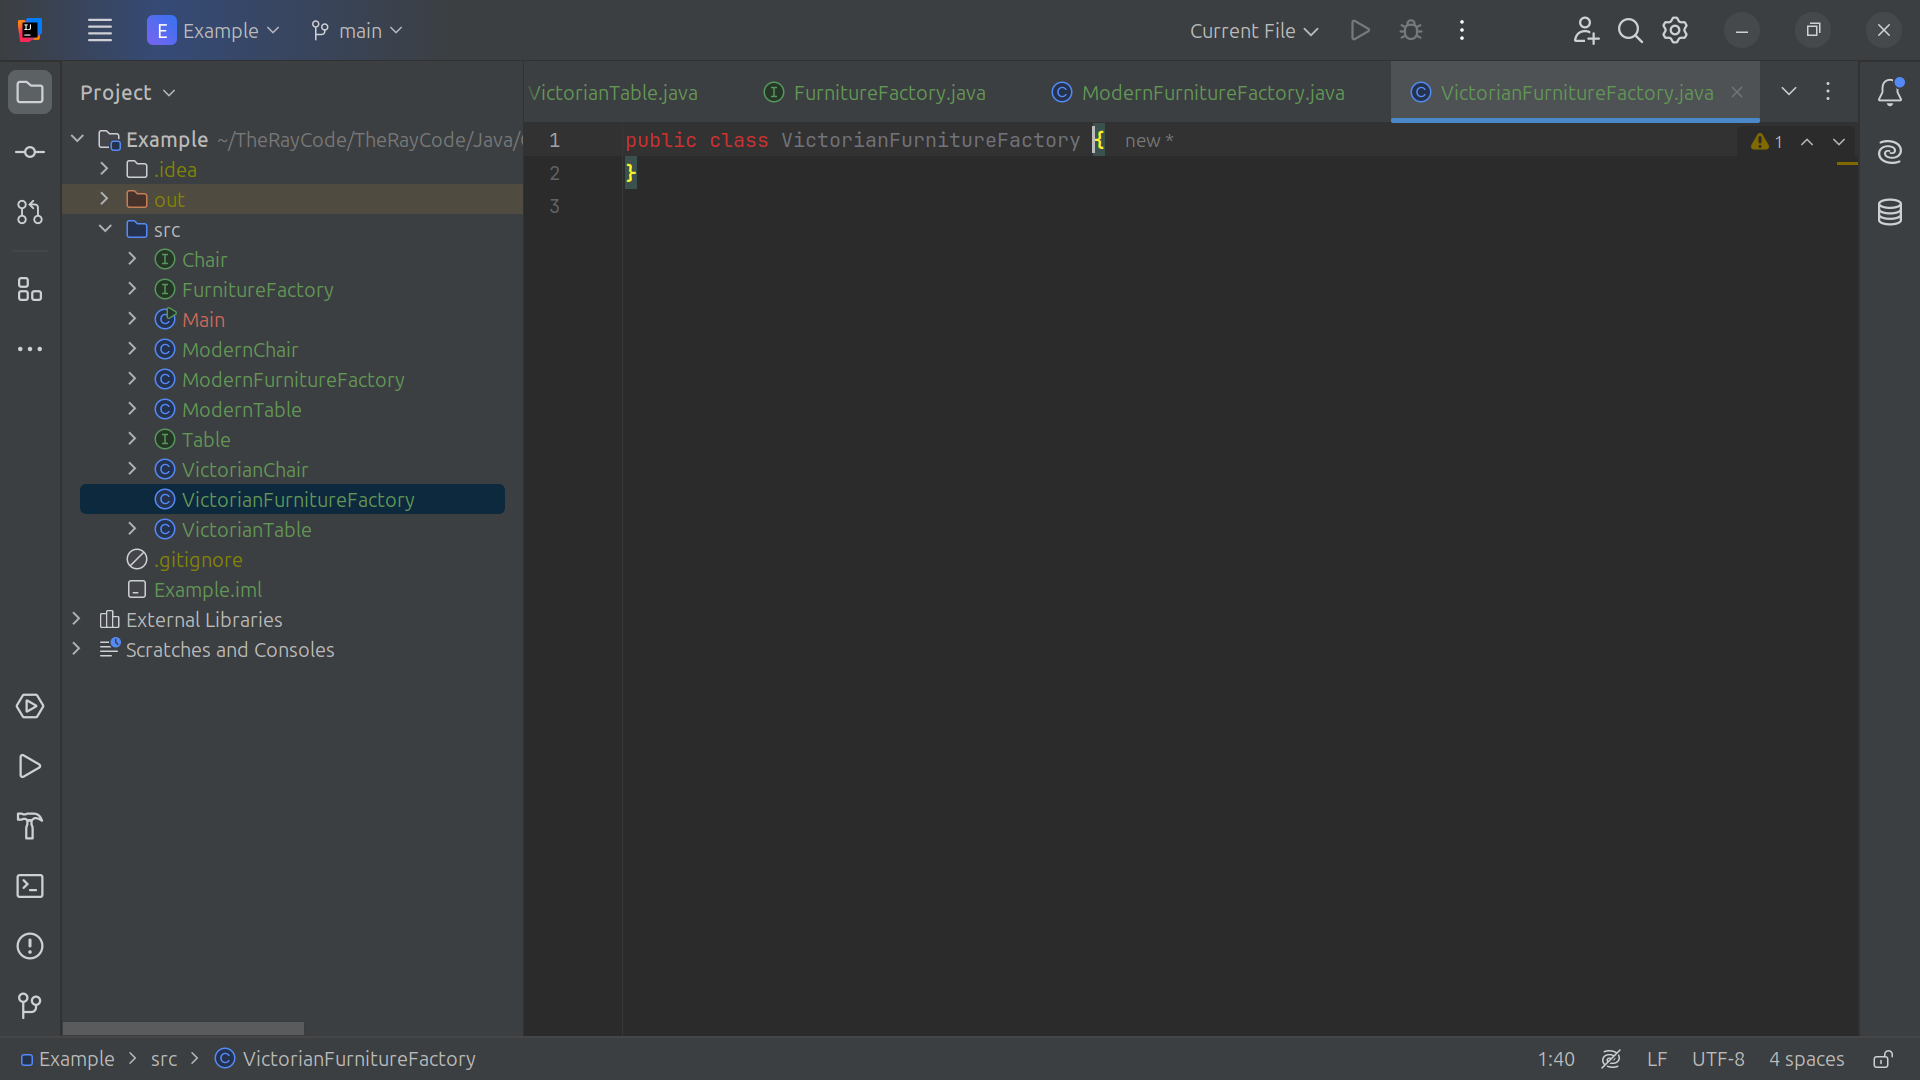 E Example main Current File
Project
VictorianTable.java FurnitureFactory.java ModernFurnitureFactory.java VictorianFurnitureFactory.java
Example ~/TheRayCode/TheRayCode/Java/
.idea
out
src
Chair
FurnitureFactory
Main
ModernChair
ModernFurnitureFactory
ModernTable
Table
VictorianChair
VictorianFurnitureFactory
VictorianTable
.gitignore
Example.iml
External Libraries
Scratches and Consoles
1 public class VictorianFurnitureFactory { new *
2 }
3
1
Example src VictorianFurnitureFactory
1:40 LF UTF-8 4 spaces